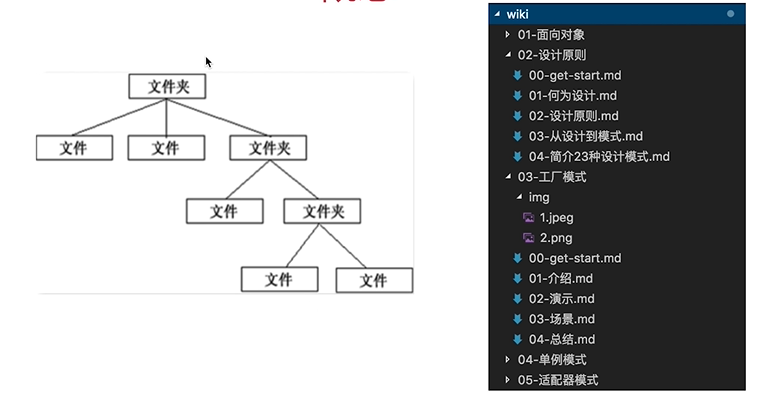 文件夹
文件
文件
文件夹
文件
文件夹
文件
文件
wiki
01-面向对象
02-设计原则
00-get-start.md
01-何为设计.md
02-设计原则.md
03-从设计到模式.md
04-简介23种设计模式.md
03-工厂模式
img
1.jpeg
2.png
00-get-start.md
01-介绍.md
02-演示.md
03-场景.md
04-总结.md
04-单例模式
05-适配器模式